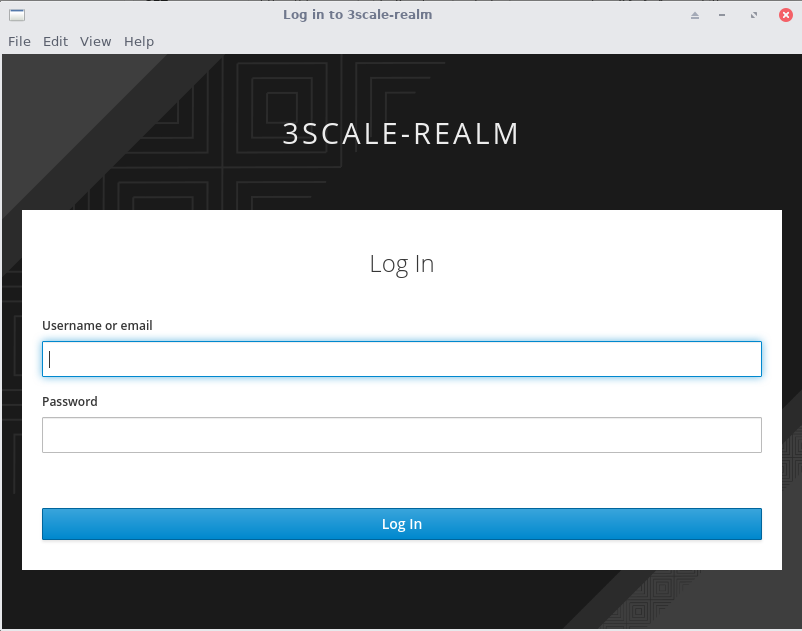 Log in to 3scale-realm
File Edit View Help
3SCALE-REALM
Log In
Username or email
Password
Log In